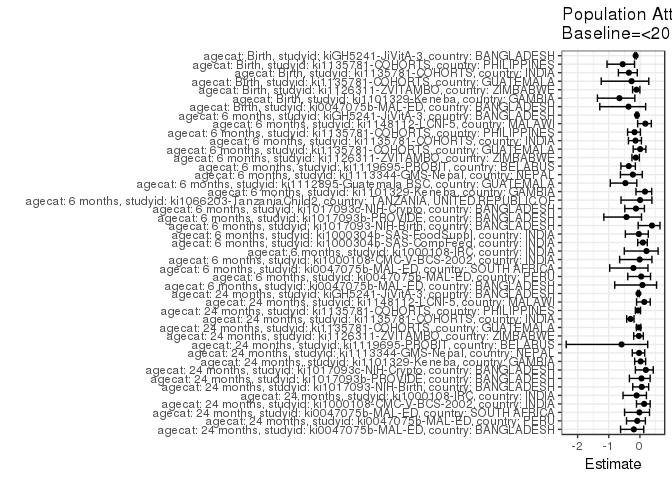 Population Att
Baseline=<20
agecat: Birth, studyid: kiGH5241-JiVitA-3, country: BANGLADESH
agecat: Birth, studyid: ki1135781-COHORTS, country: PHILIPPINES
agecat: Birth, studyid: ki1135781-COHORTS, country: INDIA
agecat: Birth, studyid: ki1135781-COHORTS, country: GUATEMALA
agecat: Birth, studyid: ki1126311-ZVITAMBO, country: ZIMBABWE
agecat: Birth, studyid: ki1101329-Keneba, country: GAMBIA
agecat: Birth, studyid: ki0047075b-MAL-ED, country: BANGLADESH
agecat: 6 months, studyid: kiGH5241-JiVitA-3, country: BANGLADESH
agecat: 6 months, studyid: ki1148112-LCNI-5, country: MALAWI
agecat: 6 months, studyid: ki1135781-COHORTS, country: PHILIPPINES
agecat: 6 months, studyid: ki1135781-COHORTS, country: INDIA
agecat: 6 months, studyid: ki1135781-COHORTS, country: GUATEMALA
agecat: 6 months, studyid: ki1126311-ZVITAMBO, country: ZIMBABWE
agecat: 6 months, studyid: ki1119695-PROBIT, country: BELARUS
agecat: 6 months, studyid: ki1113344-GMS-Nepal, country: NEPAL
agecat: 6 months, studyid: ki1112895-Guatemala BSC, country: GUATEMALA
agecat: 6 months, studyid: ki1101329-Keneba, country: GAMBIA
agecat: 6 months, studyid: ki1066203-TanzaniaChild2, country: TANZANIA, UNITED REPUBLIC OF
agecat: 6 months, studyid: ki1017093c-NIH-Crypto, country: BANGLADESH
agecat: 6 months, studyid: ki1017093b-PROVIDE, country: BANGLADESH
agecat: 6 months, studyid: ki1017093-NIH-Birth, country: BANGLADESH
agecat: 6 months, studyid: ki1000304b-SAS-FoodSuppl, country: INDIA
agecat: 6 months, studyid: ki1000304b-SAS-CompFeed, country: INDIA
agecat: 6 months, studyid: ki1000108-IRC, country: INDIA
agecat: 6 months, studyid: ki1000108-CMC-V-BCS-2002, country: INDIA
agecat: 6 months, studyid: ki0047075b-MAL-ED, country: SOUTH AFRICA
agecat: 6 months, studyid: ki0047075b-MAL-ED, country: PERU
agecat: 6 months, studyid: ki0047075b-MAL-ED, country: BANGLADESH
agecat: 24 months, studyid: kiGH5241-JiVitA-3, country: BANGLADESH
agecat: 24 months, studyid: ki1148112-LCNI-5, country: MALAWI
agecat: 24 months, studyid: ki1135781-COHORTS, country: PHILIPPINES
agecat: 24 months, studyid: ki1135781-COHORTS, country: INDIA
agecat: 24 months, studyid: ki1135781-COHORTS, country: GUATEMALA
agecat: 24 months, studyid: ki1126311-ZVITAMBO, country: ZIMBABWE
agecat: 24 months, studyid: ki1119695-PROBIT, country: BELARUS
agecat: 24 months, studyid: ki1113344-GMS-Nepal, country: NEPAL
agecat: 24 months, studyid: ki1101329-Keneba, country: GAMBIA
agecat: 24 months, studyid: ki1017093c-NIH-Crypto, country: BANGLADESH
agecat: 24 months, studyid: ki1017093b-PROVIDE, country: BANGLADESH
agecat: 24 months, studyid: ki1017093-NIH-Birth, country: BANGLADESH
agecat: 24 months, studyid: ki1000108-IRC, country: INDIA
agecat: 24 months, studyid: ki1000108-CMC-V-BCS-2002, country: INDIA
agecat: 24 months, studyid: ki0047075b-MAL-ED, country: SOUTH AFRICA
agecat: 24 months, studyid: ki0047075b-MAL-ED, country: PERU
agecat: 24 months, studyid: ki0047075b-MAL-ED, country: BANGLADESH
-2 -1 0
Estimate